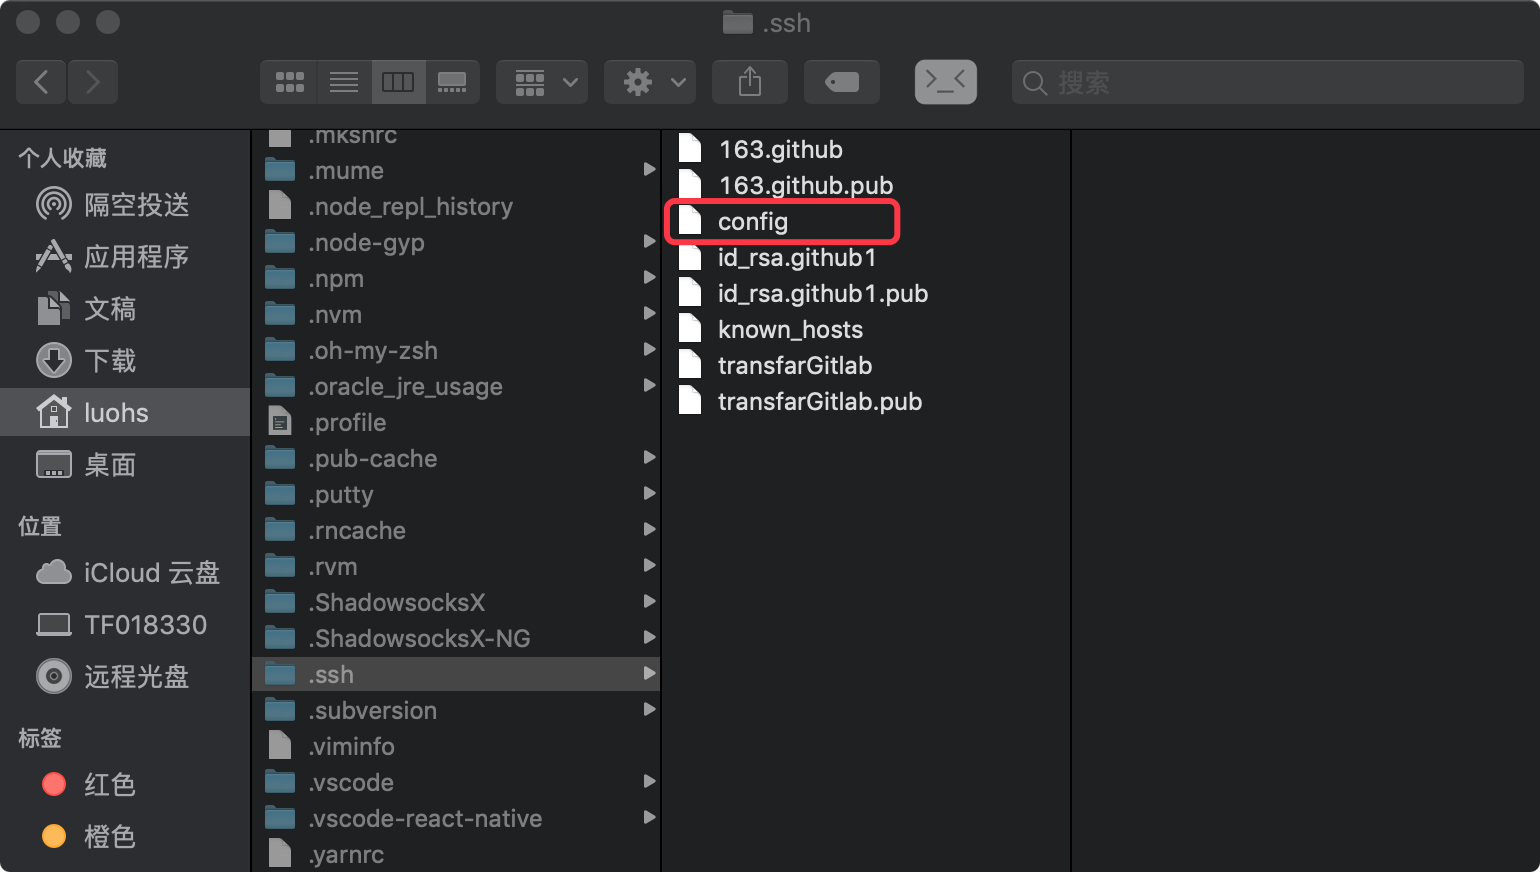 .ssh
搜索
个人收藏
隔空投送
应用程序
文稿
下载
luohs
桌面
位置
iCloud 云盘
TF018330
远程光盘
标签
红色
橙色
.mkshrc
.mume
.node_repl_history
.node-gyp
.npm
.nvm
.oh-my-zsh
.oracle_jre_usage
.profile
.pub-cache
.putty
.rncache
.rvm
.ShadowsocksX
.ShadowsocksX-NG
.ssh
.subversion
.viminfo
.vscode
.vscode-react-native
.yarnrc
163.github
163.github.pub
config
id_rsa.github1
id_rsa.github1.pub
known_hosts
transfarGitlab
transfarGitlab.pub